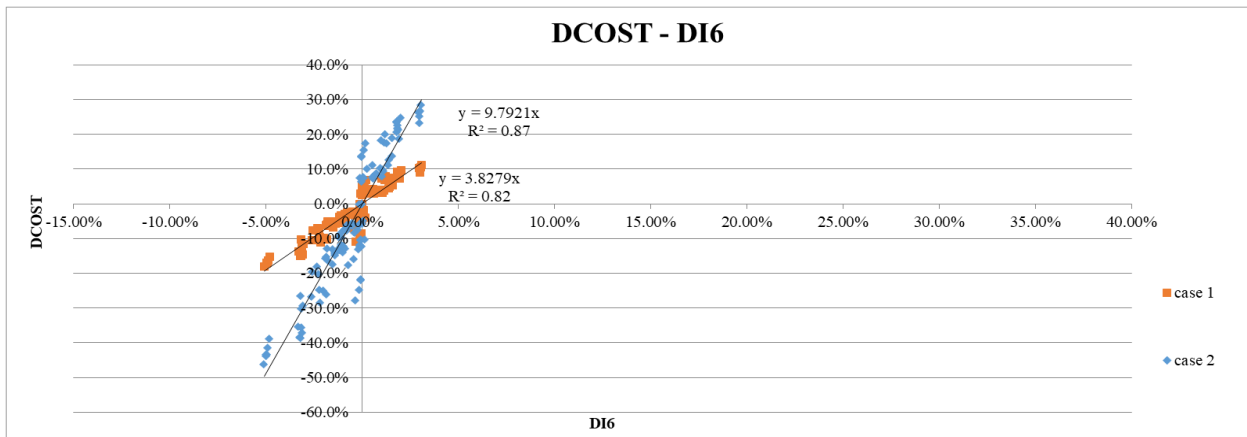 DCOST - DI6
40.0%
30.0%
y = 9.7921x
R² = 0.87
20.0%
10.0%
y = 3.8279x
R² = 0.82
0.0%
-15.00% -10.00% -5.00% 0.00% 5.00% 10.00% 15.00% 20.00% 25.00% 30.00% 35.00% 40.00%
DCOST
-10.0%
-20.0%
-30.0%
-40.0%
-50.0%
-60.0%
DI6
case 1
case 2